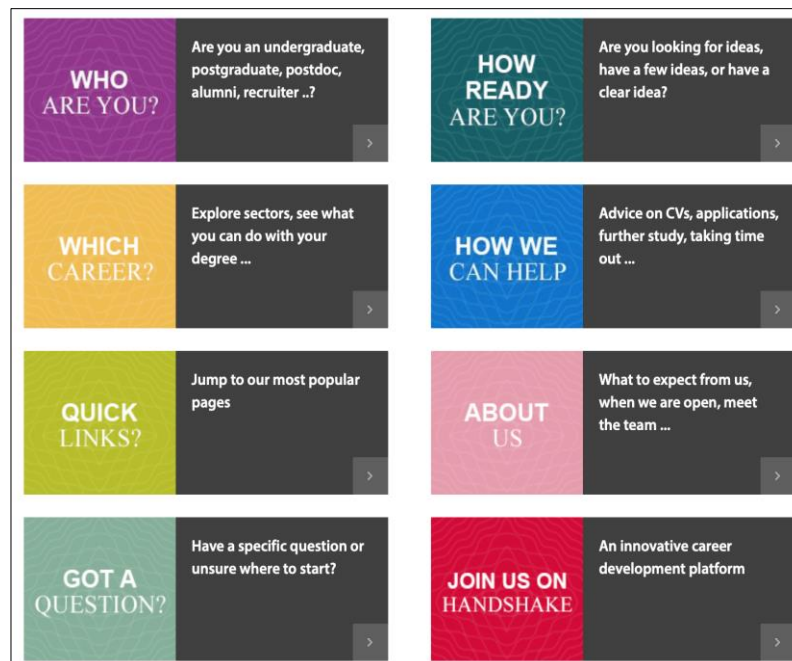 WHO
ARE YOU?
Are you an undergraduate,
postgraduate, postdoc,
alumni, recruiter ..?
HOW
READY
ARE YOU?
Are you looking for ideas,
have a few ideas, or have a
clear idea?
WHICH
CAREER?
Explore sectors, see what
you can do with your
degree ...
HOW WE
CAN HELP
Advice on CVs, applications,
further study, taking time
out ...
QUICK
LINKS?
Jump to our most popular
pages
ABOUT
US
What to expect from us,
when we are open, meet
the team ...
GOT A
QUESTION?
Have a specific question or
unsure where to start?
JOIN US ON
HANDSHAKE
An innovative career
development platform